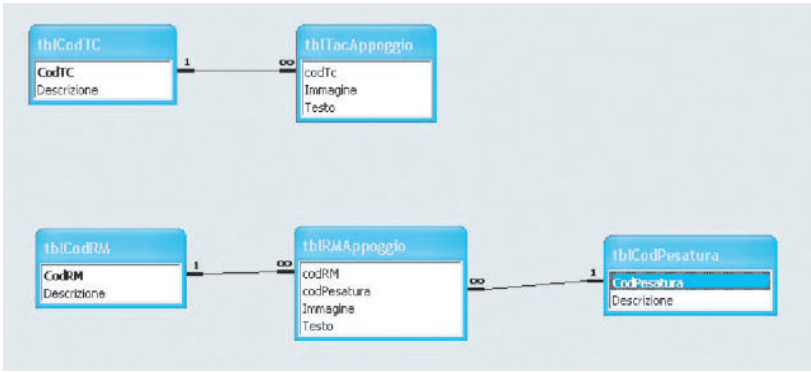 tblCodTC
CodTC
Descrizione
1
∞
tblTacAppoggio
codTc
Immagine
Testo
tblCodRM
CodRM
Descrizione
1
∞
tblRMAppoggio
codRM
codPesatura
Immagine
Testo
∞
1
tblCodPesatura
CodPesatura
Descrizione